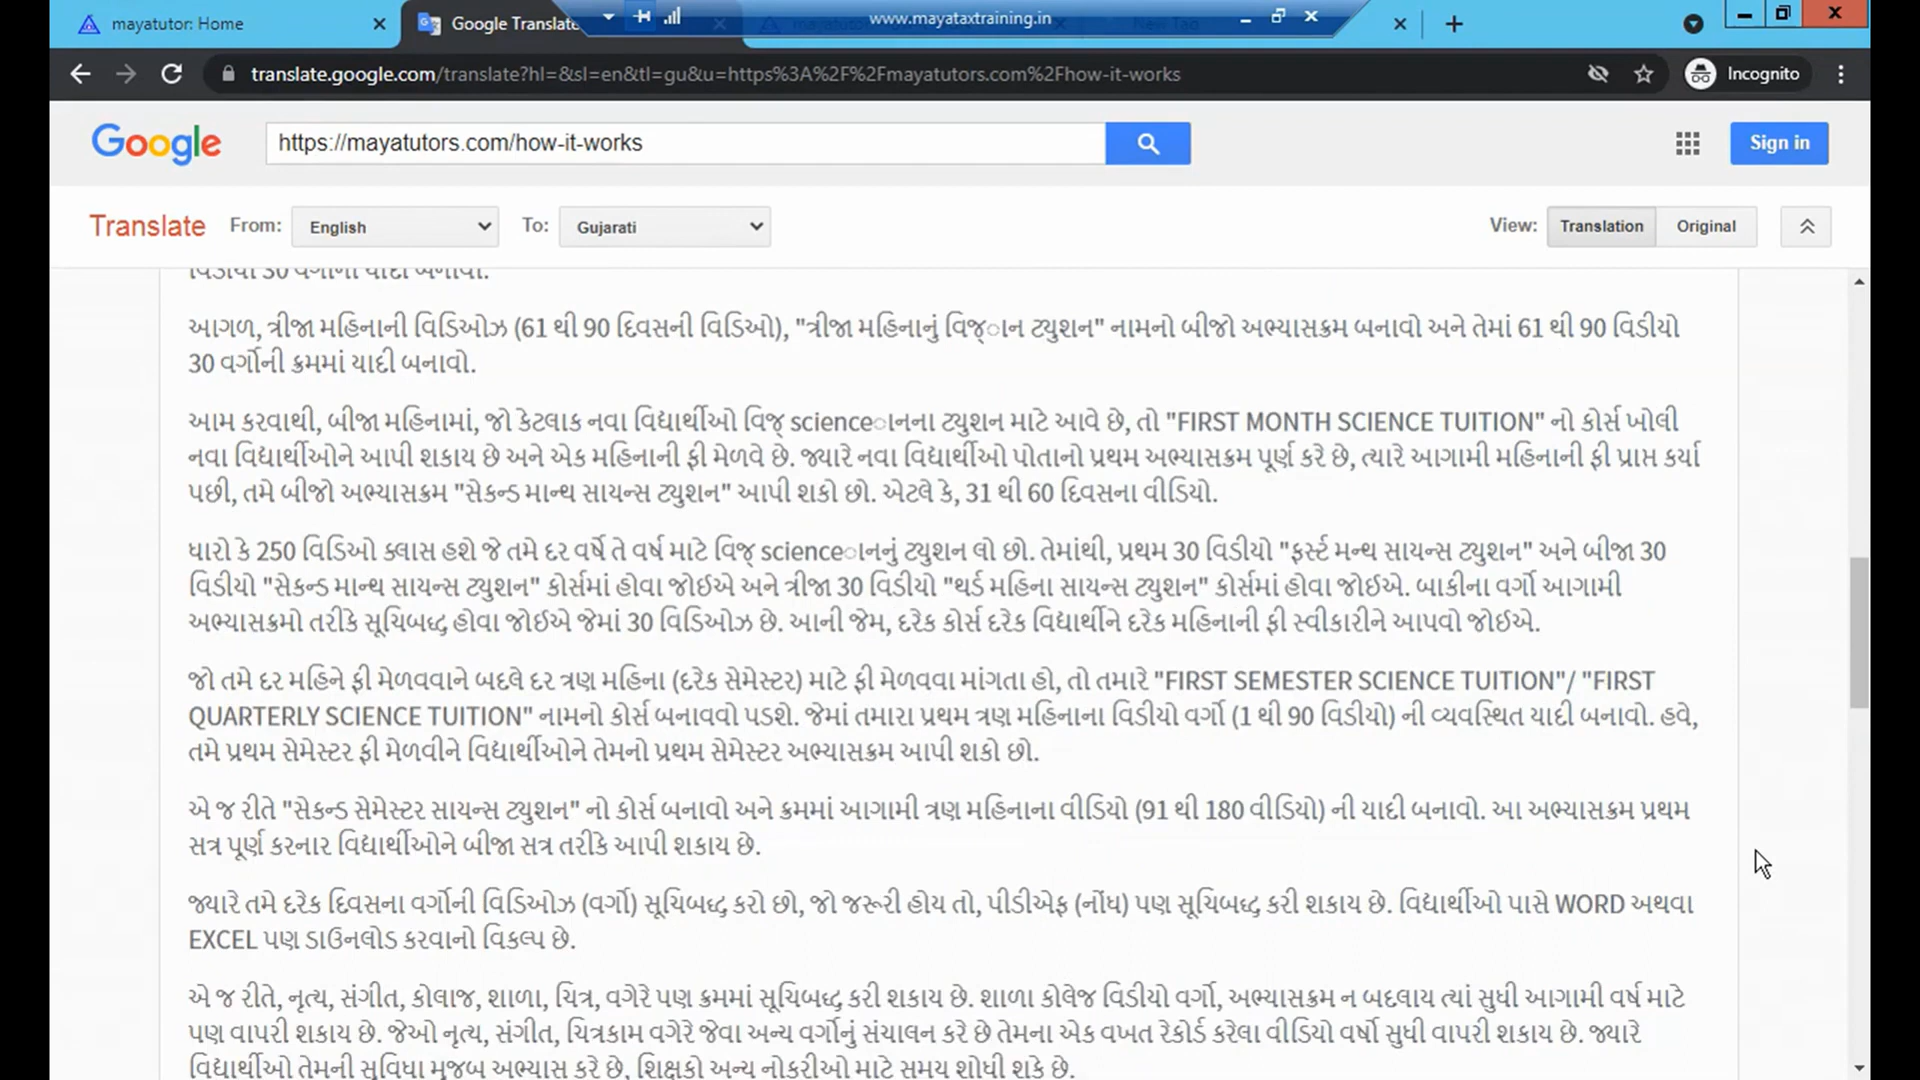 mayatutor: Home
Google Translate
www.mayataxtraining.in
translate.google.com/translate?hl=&sl=en&tl=gu&u=https%3A%2F%2Fmayatutors.com%2Fhow-it-works
Incognito
Google
https://mayatutors.com/how-it-works
Sign in
Translate From: English To: Gujarati View: Translation Original
વિડીયો 30 વર્ગોની યાદી બનાવો.
આગળ, ત્રીજા મહિનાની વિડિઓઝ (61 થી 90 દિવસની વિડિઓ), "ત્રીજા મહિનાનું વિજ્ાન ટ્યુશન" નામનો બીજો અભ્યાસક્રમ બનાવો અને તેમાં 61 થી 90 વિડીયો
30 વર્ગોની ક્રમમાં યાદી બનાવો.
આમ કરવાથી, બીજા મહિનામાં, જો કેટલાક નવા વિદ્યાર્થીઓ વિજ્ scienceાનના ટ્યુશન માટે આવે છે, તો "FIRST MONTH SCIENCE TUITION" નો કોર્સ ખોલી
નવા વિદ્યાર્થીઓને આપી શકાય છે અને એક મહિનાની ફી મેળવે છે. જ્યારે નવા વિદ્યાર્થીઓ પોતાનો પ્રથમ અભ્યાસક્રમ પૂર્ણ કરે છે, ત્યારે આગામી મહિનાની ફી પ્રાપ્ત કર્યા
પછી, તમે બીજો અભ્યાસક્રમ "સેકન્ડ માન્થ સાયન્સ ટ્યુશન" આપી શકો છો. એટલે કે, 31 થી 60 દિવસના વીડિયો.
ધારો કે 250 વિડિઓ ક્લાસ હશે જે તમે દર વર્ષે તે વર્ષ માટે વિજ્ scienceાનનું ટ્યુશન લો છો. તેમાંથી, પ્રથમ 30 વિડીયો "ફર્સ્ટ મન્થ સાયન્સ ટ્યુશન" અને બીજા 30
વિડીયો "સેકન્ડ માન્થ સાયન્સ ટ્યુશન" કોર્સમાં હોવા જોઈએ અને ત્રીજા 30 વિડીયો "થર્ડ મહિના સાયન્સ ટ્યુશન" કોર્સમાં હોવા જોઈએ. બાકીના વર્ગો આગામી
અભ્યાસક્રમો તરીકે સૂચિબદ્ધ હોવા જોઈએ જેમાં 30 વિડિઓઝ છે. આની જેમ, દરેક કોર્સ દરેક વિદ્યાર્થીને દરેક મહિનાની ફી સ્વીકારીને આપવો જોઈએ.
જો તમે દર મહિને ફી મેળવવાને બદલે દર ત્રણ મહિના (દરેક સેમેસ્ટર) માટે ફી મેળવવા માંગતા હો, તો તમારે "FIRST SEMESTER SCIENCE TUITION"/ "FIRST
QUARTERLY SCIENCE TUITION" નામનો કોર્સ બનાવવો પડશે. જેમાં તમારા પ્રથમ ત્રણ મહિનાના વિડીયો વર્ગો (1 થી 90 વિડીયો) ની વ્યવસ્થિત યાદી બનાવો. હવે,
તમે પ્રથમ સેમેસ્ટર ફી મેળવીને વિદ્યાર્થીઓને તેમનો પ્રથમ સેમેસ્ટર અભ્યાસક્રમ આપી શકો છો.
એ જ રીતે "સેકન્ડ સેમેસ્ટર સાયન્સ ટ્યુશન" નો કોર્સ બનાવો અને ક્રમમાં આગામી ત્રણ મહિનાના વીડિયો (91 થી 180 વીડિયો) ની યાદી બનાવો. આ અભ્યાસક્રમ પ્રથમ
સત્ર પૂર્ણ કરનાર વિદ્યાર્થીઓને બીજા સત્ર તરીકે આપી શકાય છે.
જ્યારે તમે દરેક દિવસના વર્ગોની વિડિઓઝ (વર્ગો) સૂચિબદ્ધ કરો છો, જો જરૂરી હોય તો, પીડીએફ (નોંધ) પણ સૂચિબદ્ધ કરી શકાય છે. વિદ્યાર્થીઓ પાસે WORD અથવા
EXCEL પણ ડાઉનલોડ કરવાનો વિકલ્પ છે.
એ જ રીતે, નૃત્ય, સંગીત, કોલાજ, શાળા, ચિત્ર, વગેરે પણ ક્રમમાં સૂચિબદ્ધ કરી શકાય છે. શાળા કોલેજ વિડીયો વર્ગો, અભ્યાસક્રમ ન બદલાય ત્યાં સુધી આગામી વર્ષ માટે
પણ વાપરી શકાય છે. જેઓ નૃત્ય, સંગીત, ચિત્રકામ વગેરે જેવા અન્ય વર્ગોનું સંચાલન કરે છે તેમના એક વખત રેકોર્ડ કરેલા વીડિયો વર્ષો સુધી વાપરી શકાય છે. જ્યારે
વિદ્યાર્થીઓ તેમની સુવિધા મુજબ અભ્યાસ કરે છે, શિક્ષકો અન્ય નોકરીઓ માટે સમય શોધી શકે છે.